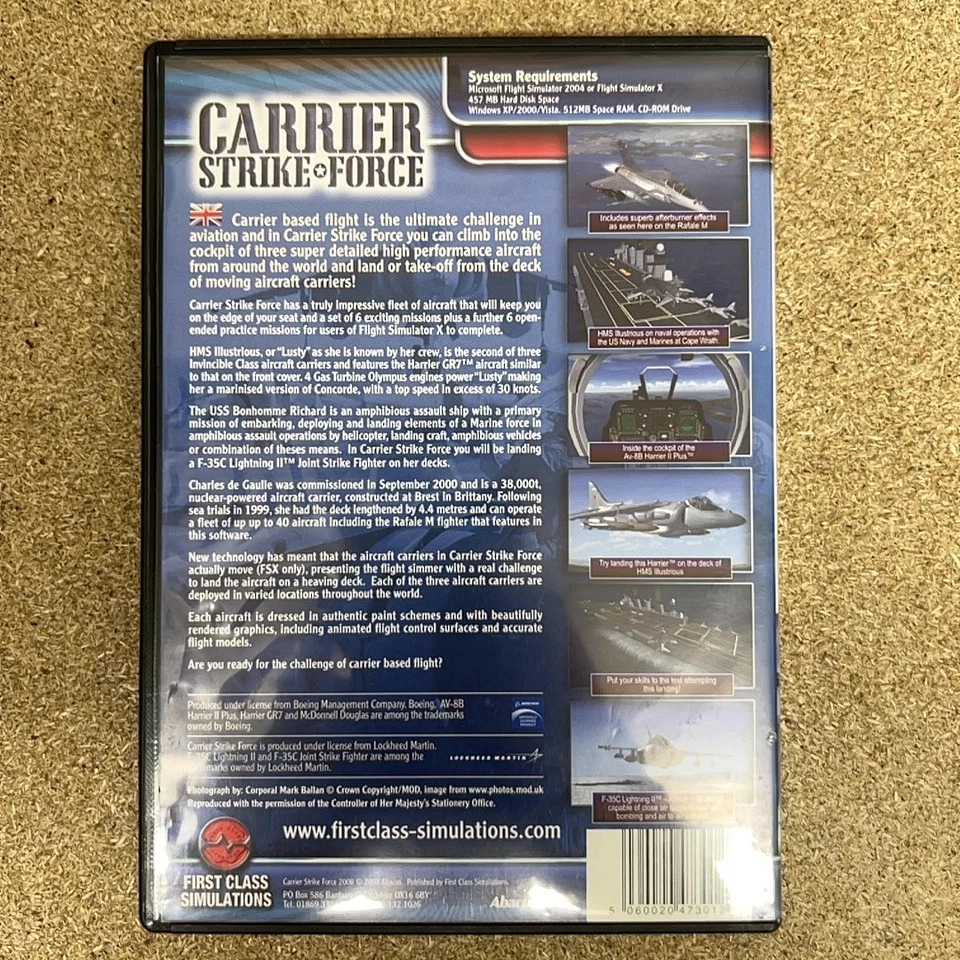 System Requirements
Microsoft Flight Simulator 2004 or Flight Simulator X
457 MB Hard Disk Space
Windows XP/2000/Vista. 512MB Space RAM. CD-ROM Drive
CARRIER
STRIKE FORCE
Carrier based flight is the ultimate challenge in
aviation and in Carrier Strike Force you can climb into the
cockpit of three super detailed high performance aircraft
from around the world and land or take-off from the deck
of moving aircraft carriers!
Carrier Strike Force has a truly impressive fleet of aircraft that will keep you
on the edge of your seat and a set of 6 exciting missions plus a further 6 open-
ended practice missions for users of Flight Simulator X to complete.
HMS Illustrious, or "Lusty" as she is known by her crew, is the second of three
Invincible Class aircraft carriers and features the Harrier GR7™ aircraft similar
to that on the front cover. 4 Gas Turbine Olympus engines power "Lusty" making
her a marinised version of Concorde, with a top speed in excess of 30 knots.
The USS Bonhomme Richard is an amphibious assault ship with a primary
mission of embarking, deploying and landing elements of a Marine force in
amphibious assault operations by helicopter, landing craft, amphibious vehicles
or combination of theses means. In Carrier Strike Force you will be landing
a F-35C Lightning II™ Joint Strike Fighter on her decks.
Charles de Gaulle was commissioned in September 2000 and is a 38,000t,
nuclear-powered aircraft carrier, constructed at Brest in Brittany. Following
sea trials in 1999, she had the deck lengthened by 4.4 metres and can operate
a fleet of up up to 40 aircraft including the Rafale M fighter that features in
this software.
New technology has meant that the aircraft carriers in Carrier Strike Force
actually move (FSX only), presenting the flight simmer with a real challenge
to land the aircraft on a heaving deck. Each of the three aircraft carriers are
deployed in varied locations throughout the world.
Each aircraft is dressed in authentic paint schemes and with beautifully
rendered graphics, including animated flight control surfaces and accurate
flight models.
Are you ready for the challenge of carrier based flight?
Produced under license from Boeing Management Company. Boeing, AV-8B
Harrier II Plus, Harrier GR7 and McDonnell Douglas are among the trademarks
owned by Boeing.
BOEING
Carrier Strike Force is produced under license from Lockheed Martin.
F-35C Lightning II and F-35C Joint Strike Fighter are among the
marks owned by Lockheed Martin.
LOCKHEED MARTIN
Photograph by: Corporal Mark Ballan © Crown Copyright/MOD, image from www.photos.mod.uk
Reproduced with the permission of the Controller of Her Majesty's Stationery Office.
Includes superb afterburner effects
as seen here on the Rafale M
HMS Illustrious on naval operations with
the US Navy and Marines at Cape Wrath
Inside the cockpit of the
Av-8B Harrier II Plus™
Try landing this Harrier™ on the deck of
HMS Illustrious
Put your skills to the test attempting
this landing!
F-35C Lightning II™
capable of close air
bombing and air to air
www.firstclass-simulations.com
FIRST CLASS
SIMULATIONS
Carrier Strike Force 2008 © 2008 Abacus. Published by First Class Simulations.
PO Box 586 OX16 6BY
Tel: 01869
Abacus
5 060020 473012